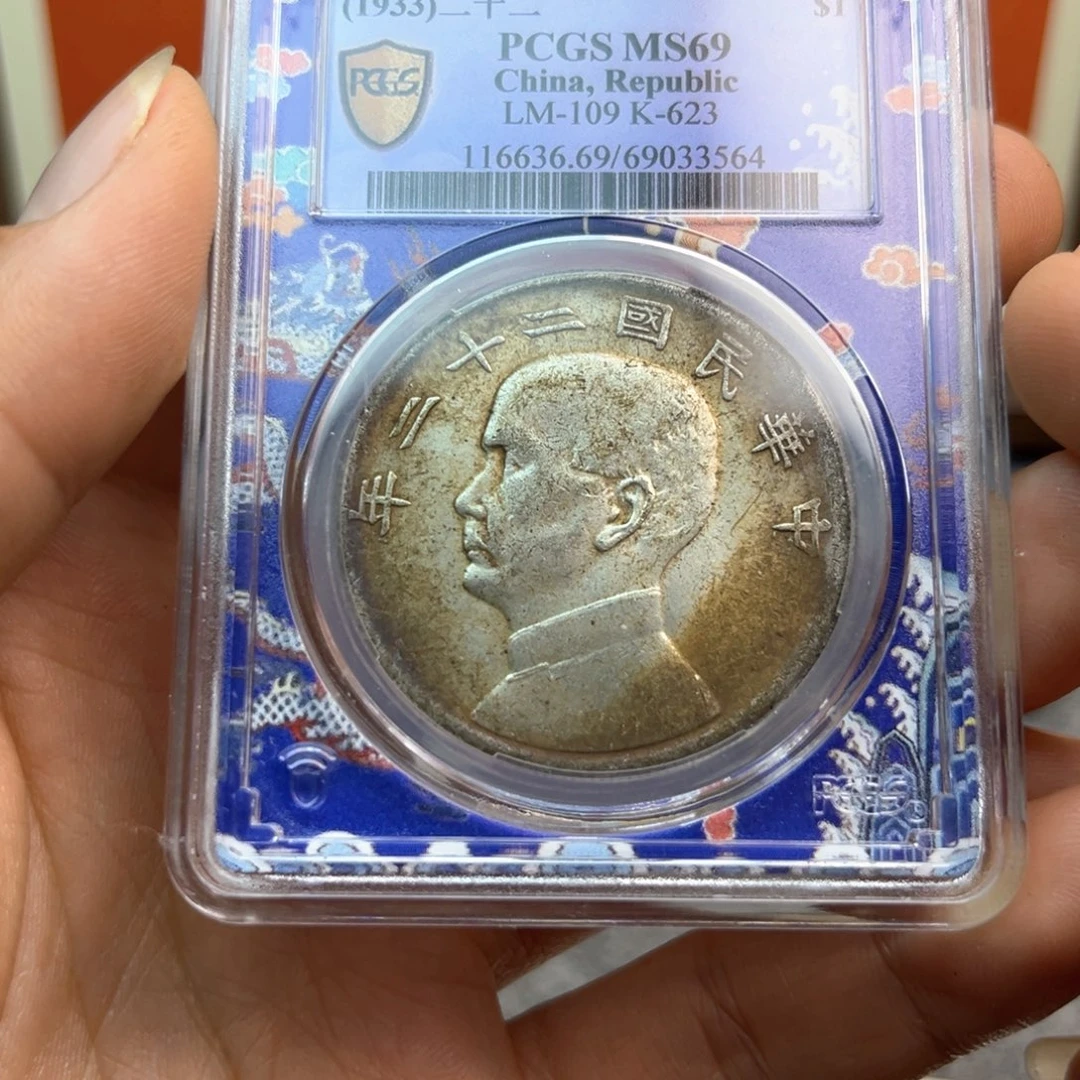 (1933)二十二
$1
PCGS
PCGS MS69
China, Republic
LM-109 K-623
116636.69/69033564
中華民國二十二年
PCGS